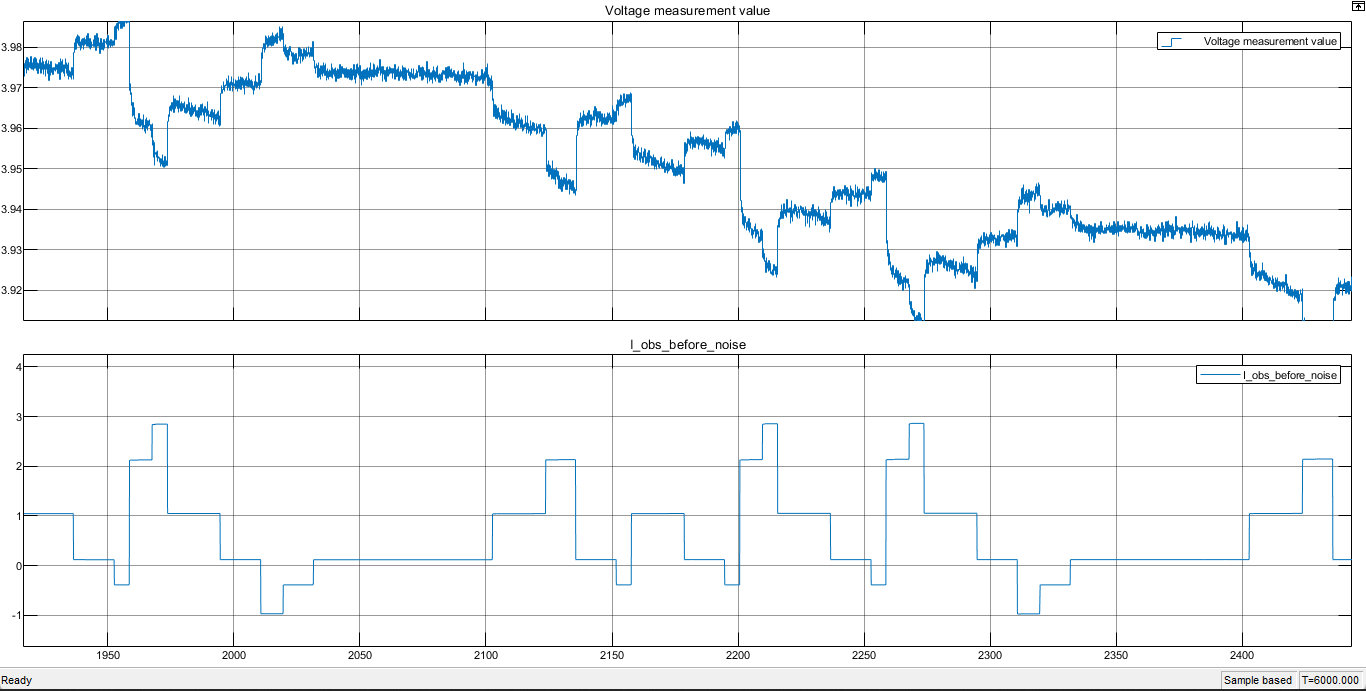 Voltage measurement value
Voltage measurement value
3.98
3.97
3.96
3.95
3.94
3.93
3.92
I_obs_before_noise
I_obs_before_noise
4
3
2
1
0
-1
1950 2000 2050 2100 2150 2200 2250 2300 2350 2400
Ready Sample based T=6000.000